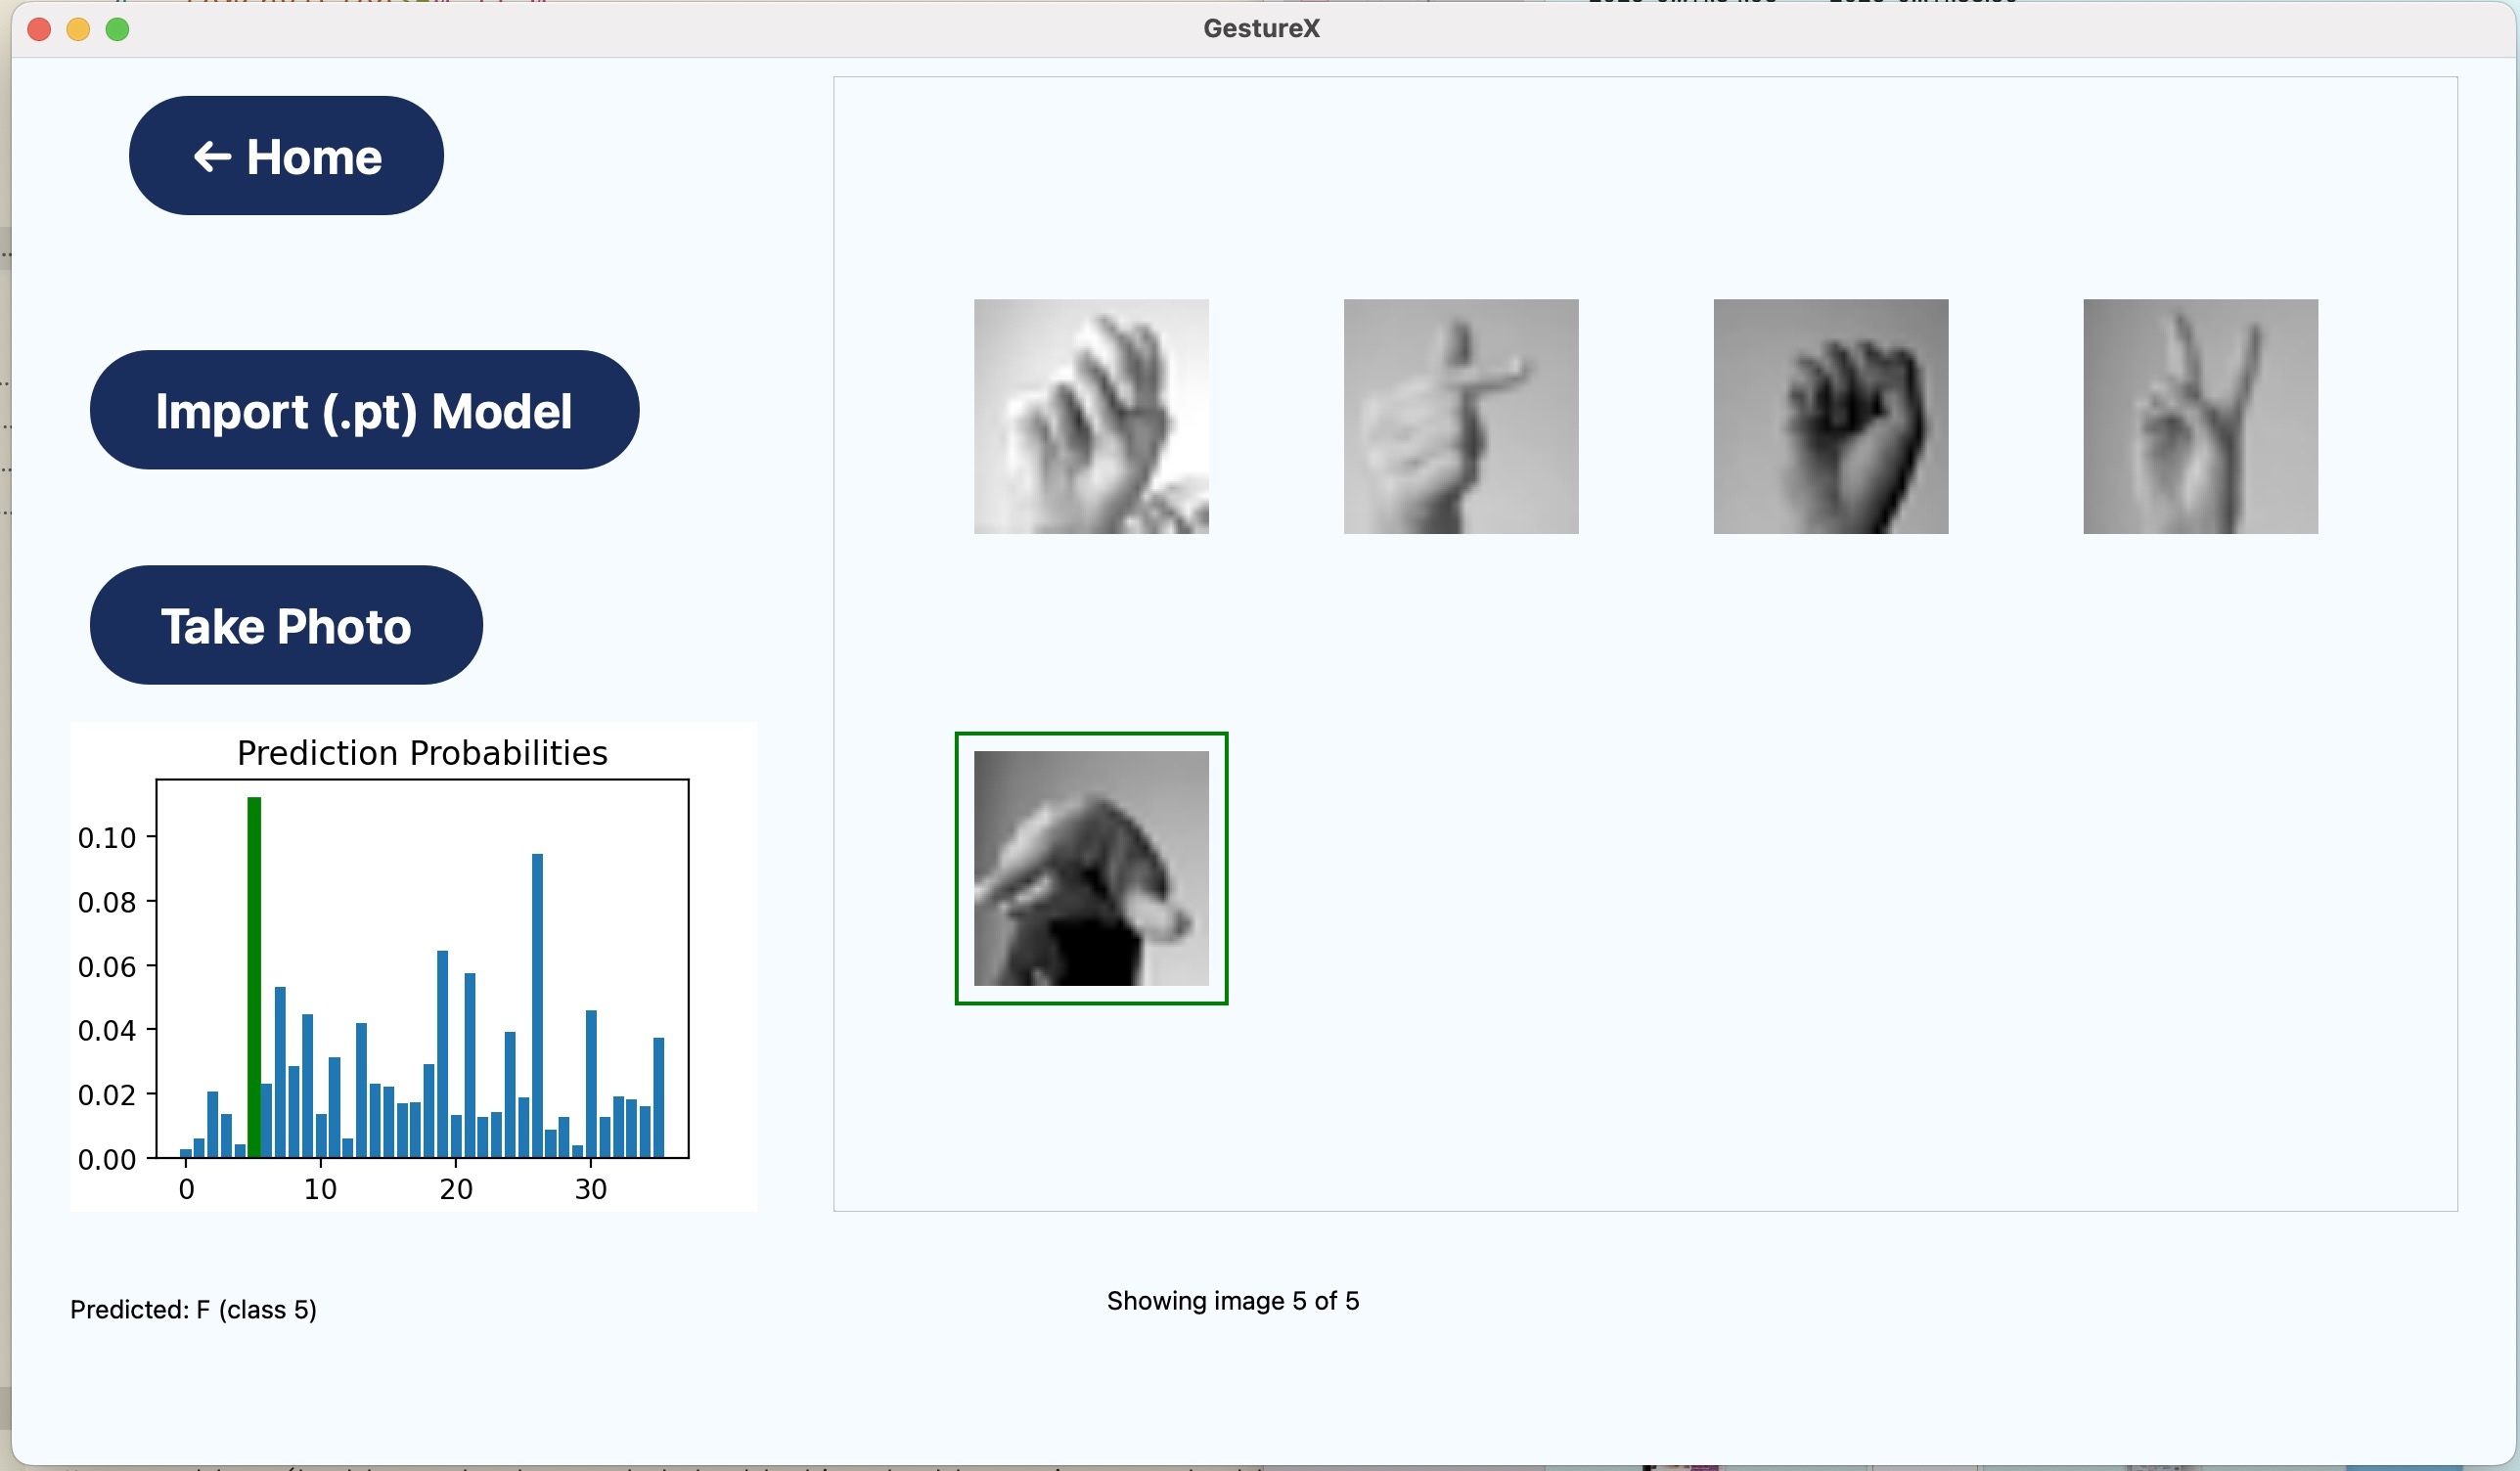 GestureX
← Home
Import (.pt) Model
Take Photo
Prediction Probabilities
0.10
0.08
0.06
0.04
0.02
0.00
0 10 20 30
Predicted: F (class 5)
Showing image 5 of 5